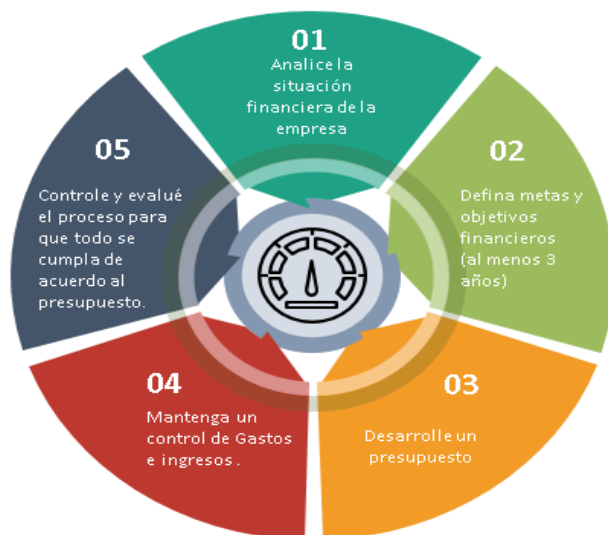 01
Analice la
situación
financiera de la
empresa
02
Defina metas y
objetivos
financieros
(al menos 3
años)
03
Desarrolle un
presupuesto
04
Mantenga un
control de Gastos
e ingresos .
05
Controle y evalué
el proceso para
que todo se
cumpla de
acuerdo al
presupuesto.